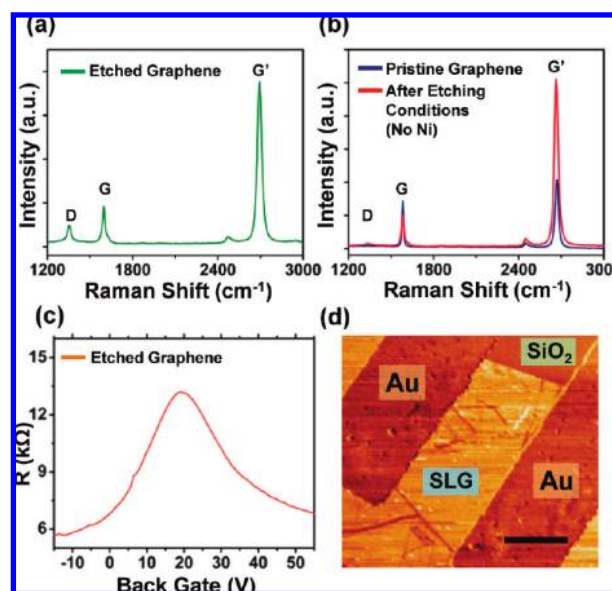 (a)
Etched Graphene
G'
D
G
Intensity (a.u.)
1200 1800 2400 3000
Raman Shift (cm⁻¹)
(b)
Pristine Graphene
After Etching
Conditions
(No Ni)
G'
G
D
Intensity (a.u.)
1200 1800 2400 300
Raman Shift (cm⁻¹)
(c)
Etched Graphene
15
12
9
6
R (kΩ)
-10 0 10 20 30 40 50
Back Gate (V)
(d)
SiO₂
Au
SLG
Au